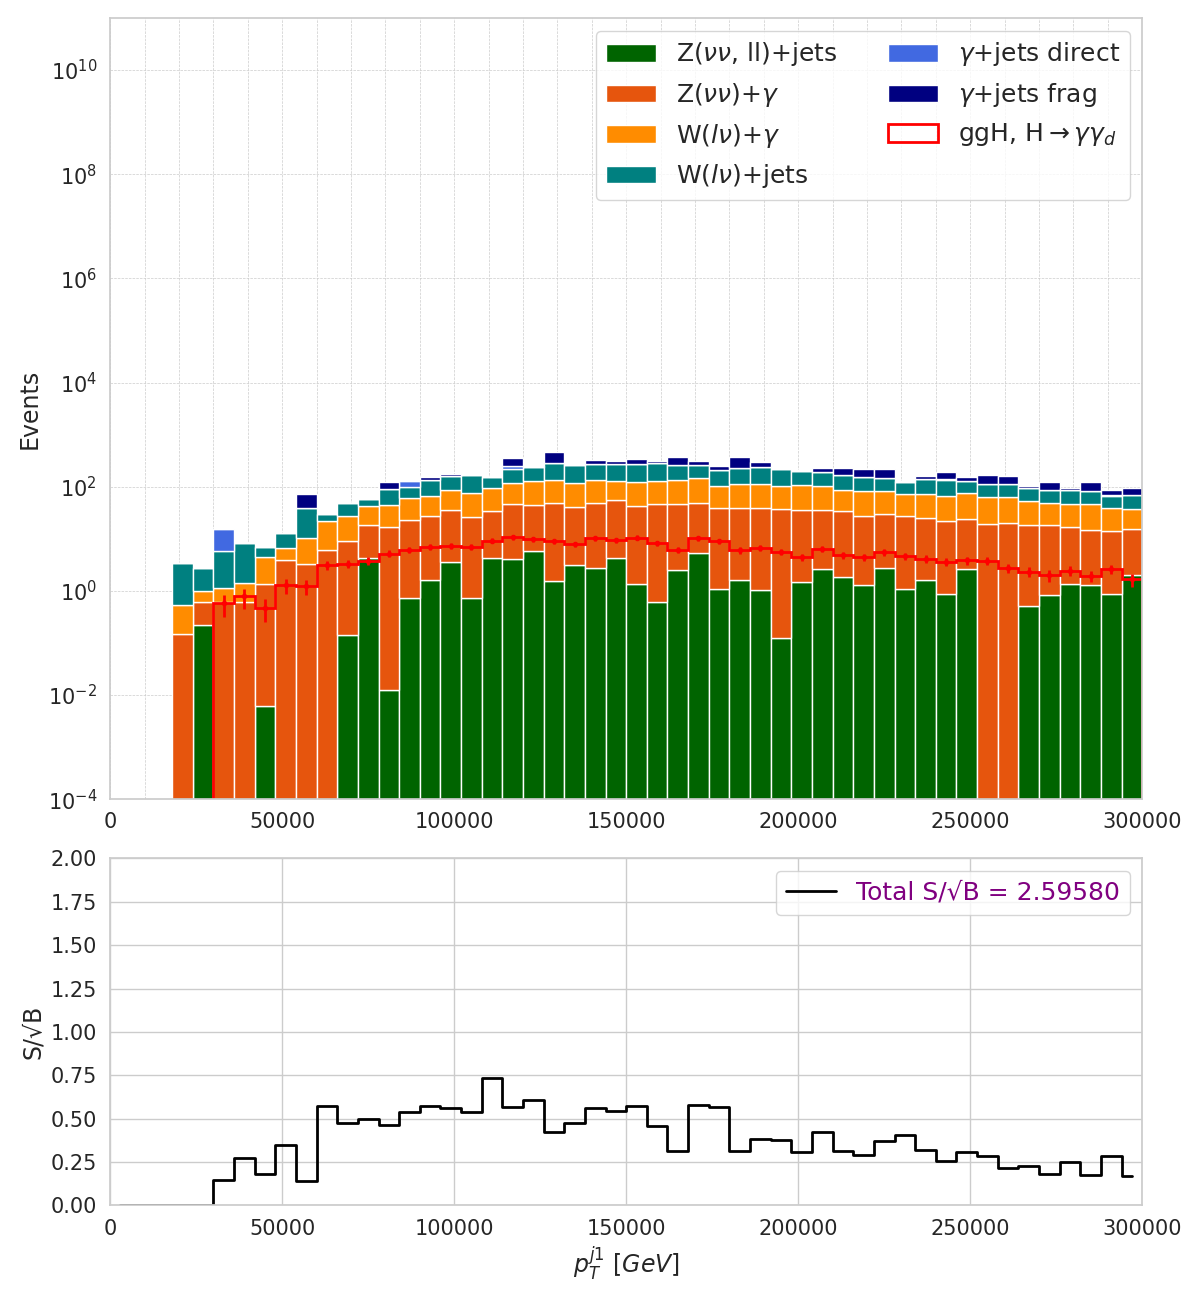 Z(νν, ll)+jets
Z(νν)+γ
W(lν)+γ
W(lν)+jets
γ+jets direct
γ+jets frag
ggH, H→γγ_d
Events
10^10
10^8
10^6
10^4
10^2
10^0
10^−2
10^−4
0 50000 100000 150000 200000 250000 300000
Total S/√B = 2.59580
S/√B
2.00
1.75
1.50
1.25
1.00
0.75
0.50
0.25
0.00
0 50000 100000 150000 200000 250000 300000
p_T^{j1} [GeV]